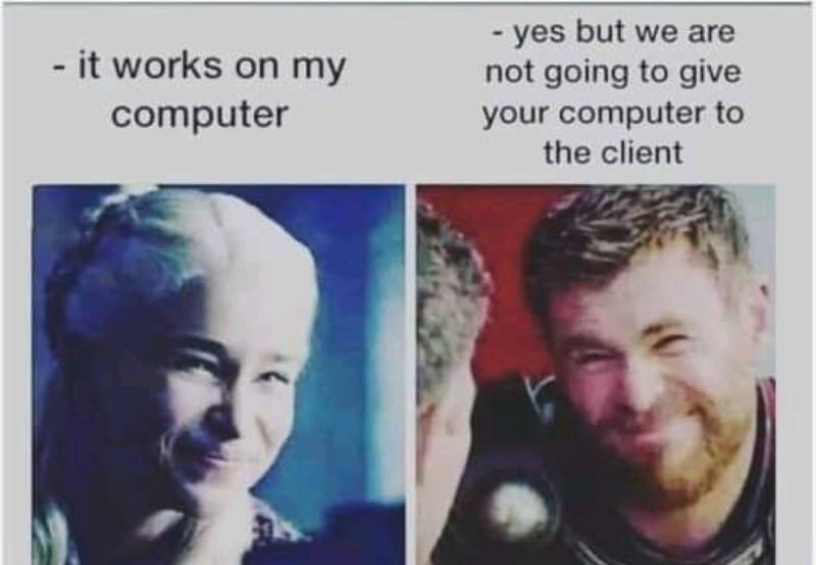 - it works on my
computer
- yes but we are
not going to give
your computer to
the client